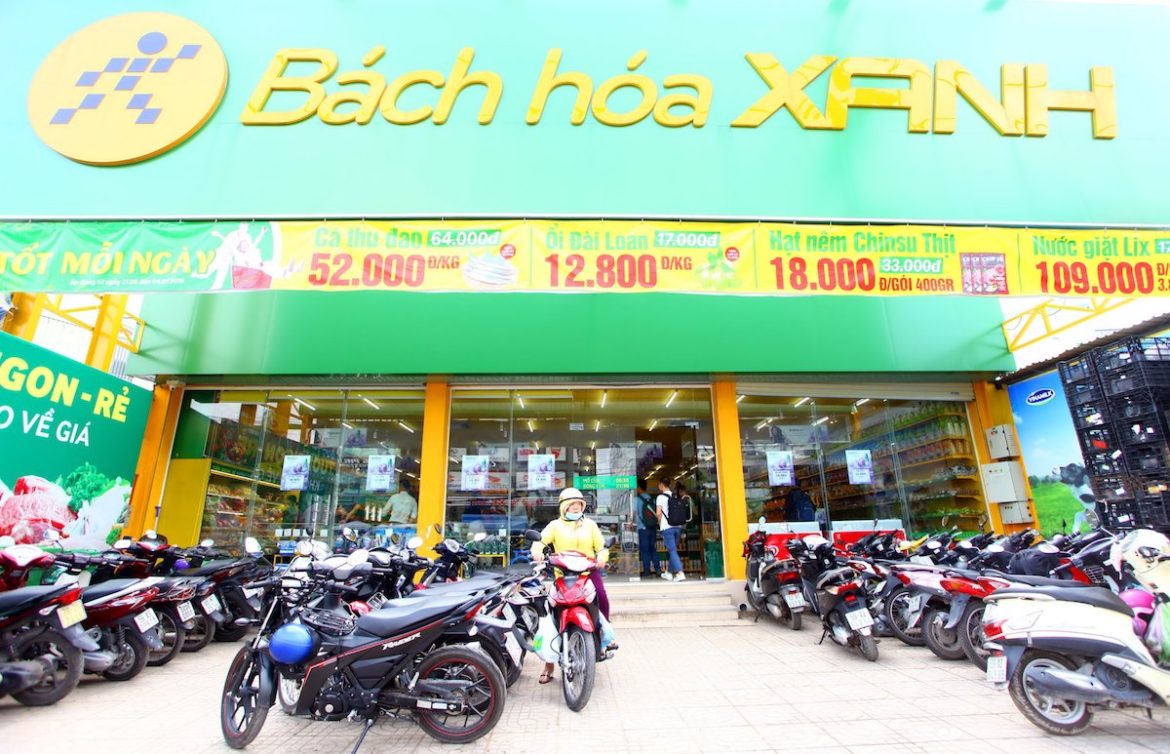 Bách hóa XANH
TỐT MỖI NGÀY
Cá thu đao 64.000đ
52.000 Đ/KG
Ổi Đài Loan 17.000đ
12.800 Đ/KG
Hạt nêm Chinsu Thịt
33.000đ
18.000 Đ/GÓI 400GR
Nước giặt Lix
109.000
NGON - RẺ
VỀ GIÁ
VINAMILK
RAIDER